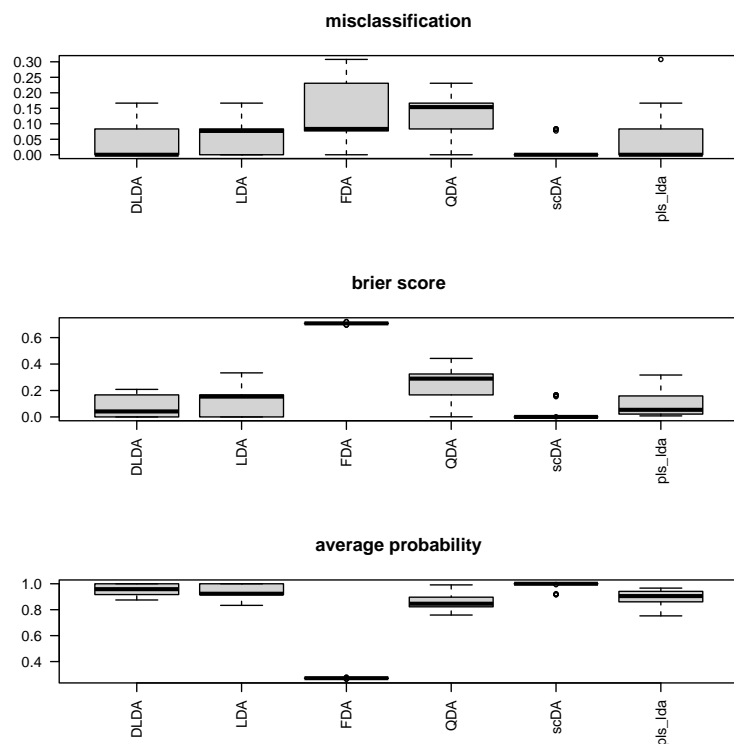 misclassification
0.30
0.25
0.20
0.15
0.10
0.05
0.00
DLDA
LDA
FDA
QDA
scDA
pls_lda
brier score
0.6
0.4
0.2
0.0
DLDA
LDA
FDA
QDA
scDA
pls_lda
average probability
1.0
0.8
0.6
0.4
DLDA
LDA
FDA
QDA
scDA
pls_lda